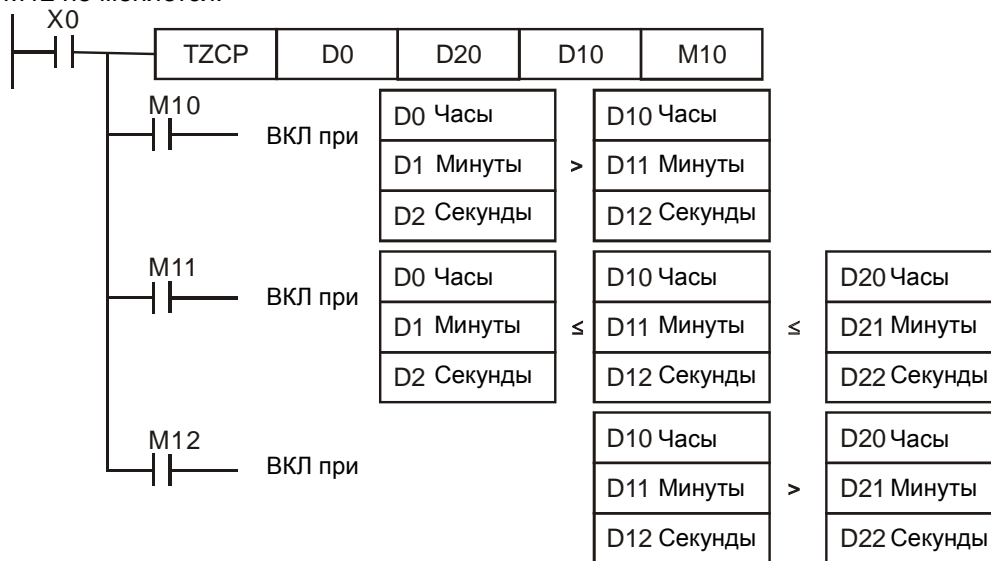 X0
TZCP D0 D20 D10 M10
M10
ВКЛ при
D0 Часы
D1 Минуты
D2 Секунды
>
D10 Часы
D11 Минуты
D12 Секунды
M11
ВКЛ при
D0 Часы
D1 Минуты
D2 Секунды
≤
D10 Часы
D11 Минуты
D12 Секунды
≤
D20 Часы
D21 Минуты
D22 Секунды
M12
ВКЛ при
D10 Часы
D11 Минуты
D12 Секунды
>
D20 Часы
D21 Минуты
D22 Секунды